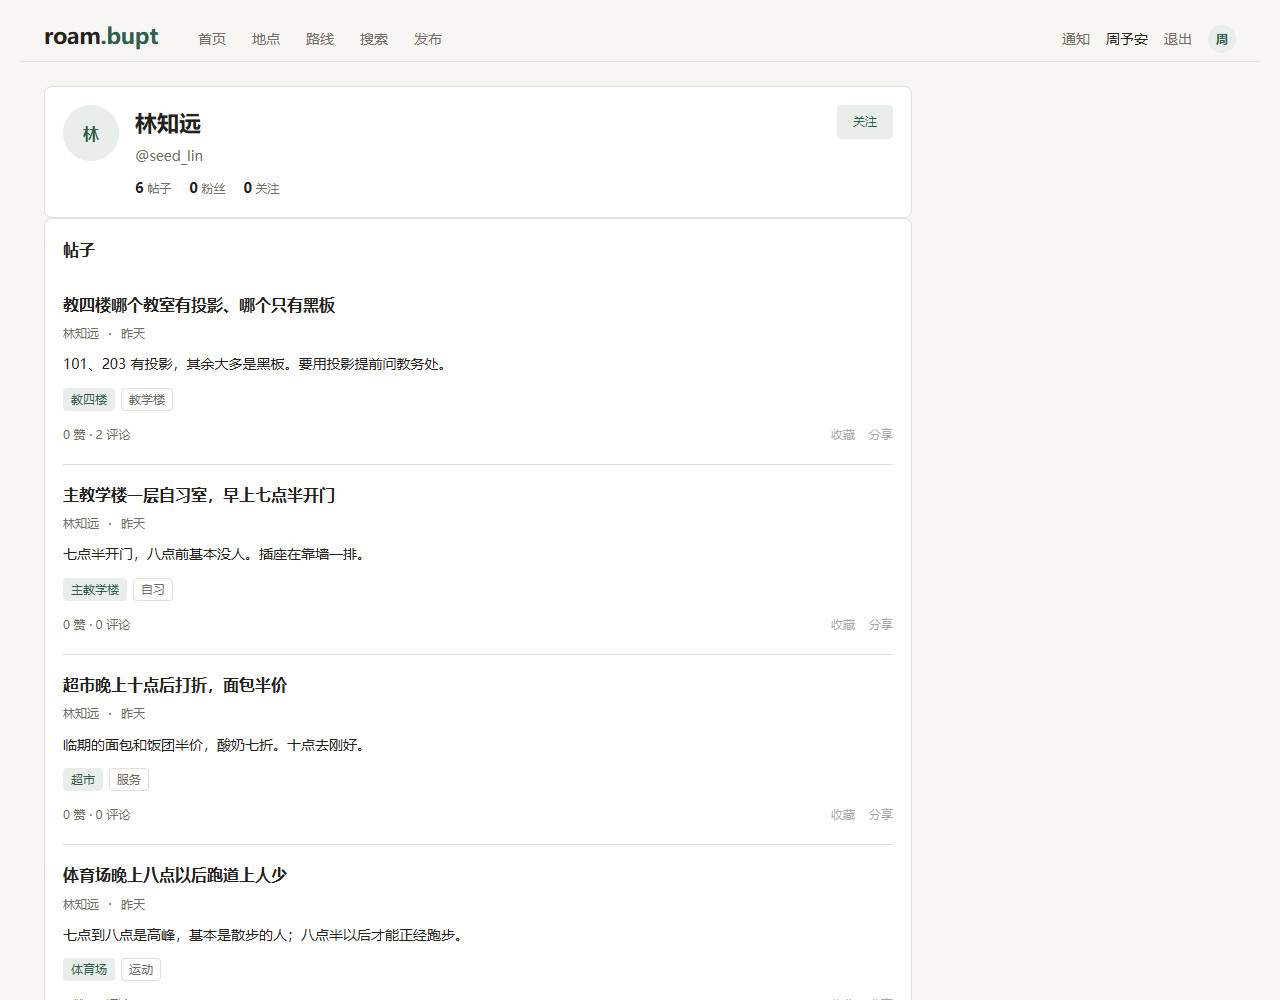 roam.bupt 首页 地点 路线 搜索 发布 通知 周予安 退出 周
林 林知远 关注
@seed_lin
6 帖子 0 粉丝 0 关注
帖子
教四楼哪个教室有投影、哪个只有黑板
林知远 · 昨天
101、203 有投影，其余大多是黑板。要用投影提前问教务处。
教四楼 教学楼
0 赞 · 2 评论 收藏 分享
主教学楼一层自习室，早上七点半开门
林知远 · 昨天
七点半开门，八点前基本没人。插座在靠墙一排。
主教学楼 自习
0 赞 · 0 评论 收藏 分享
超市晚上十点后打折，面包半价
林知远 · 昨天
临期的面包和饭团半价，酸奶七折。十点去刚好。
超市 服务
0 赞 · 0 评论 收藏 分享
体育场晚上八点以后跑道上人少
林知远 · 昨天
七点到八点是高峰，基本是散步的人；八点半以后才能正经跑步。
体育场 运动